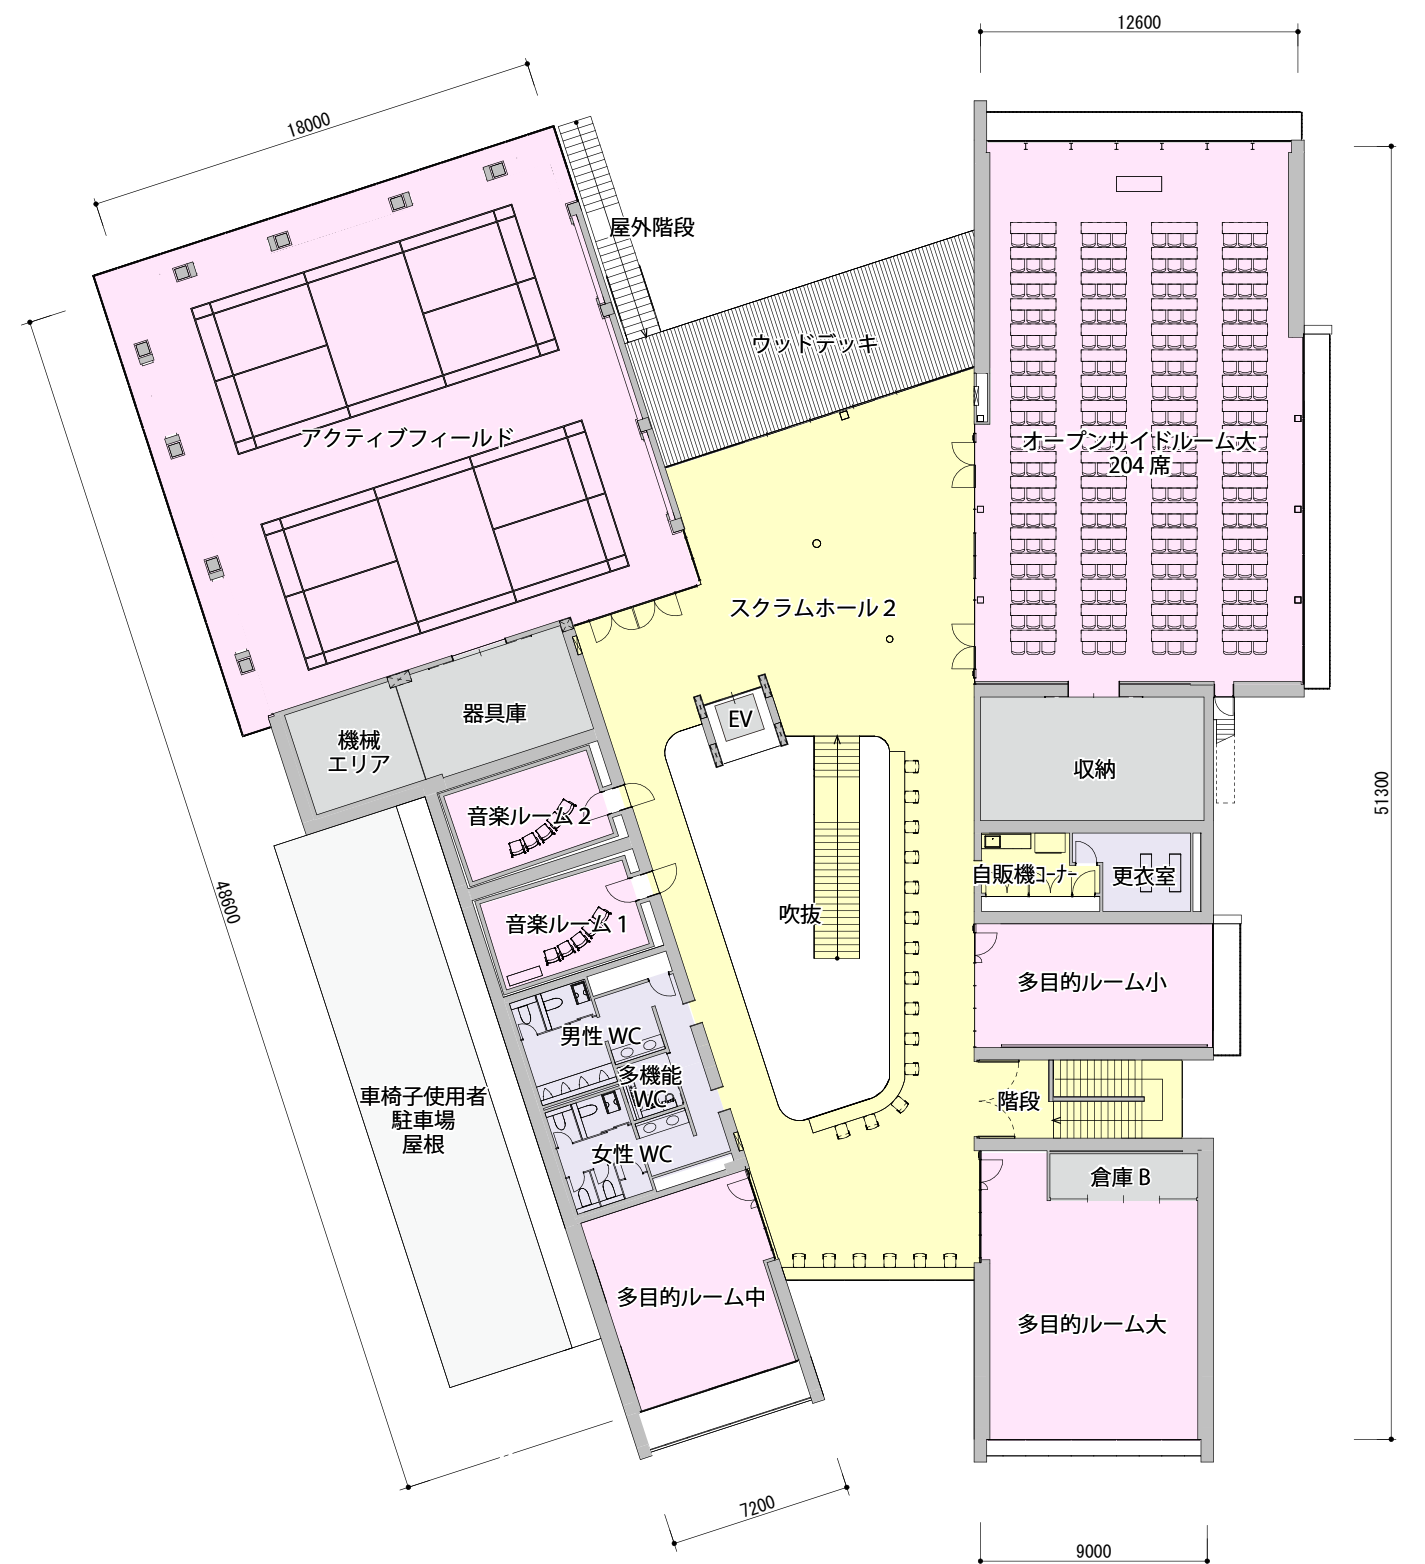 12600
18000
屋外階段
ウッドデッキ
アクティブフィールド
オープンサイドルーム大
204 席
スクラムホール 2
EV
器具庫
機械
エリア
収納
51300
音楽ルーム 2
自販機ｺｰﾅｰ
更衣室
48600
吹抜
音楽ルーム 1
多目的ルーム小
男性 WC
多機能
WC
車椅子使用者
駐車場
屋根
階段
女性 WC
倉庫 B
多目的ルーム中
多目的ルーム大
7200
9000